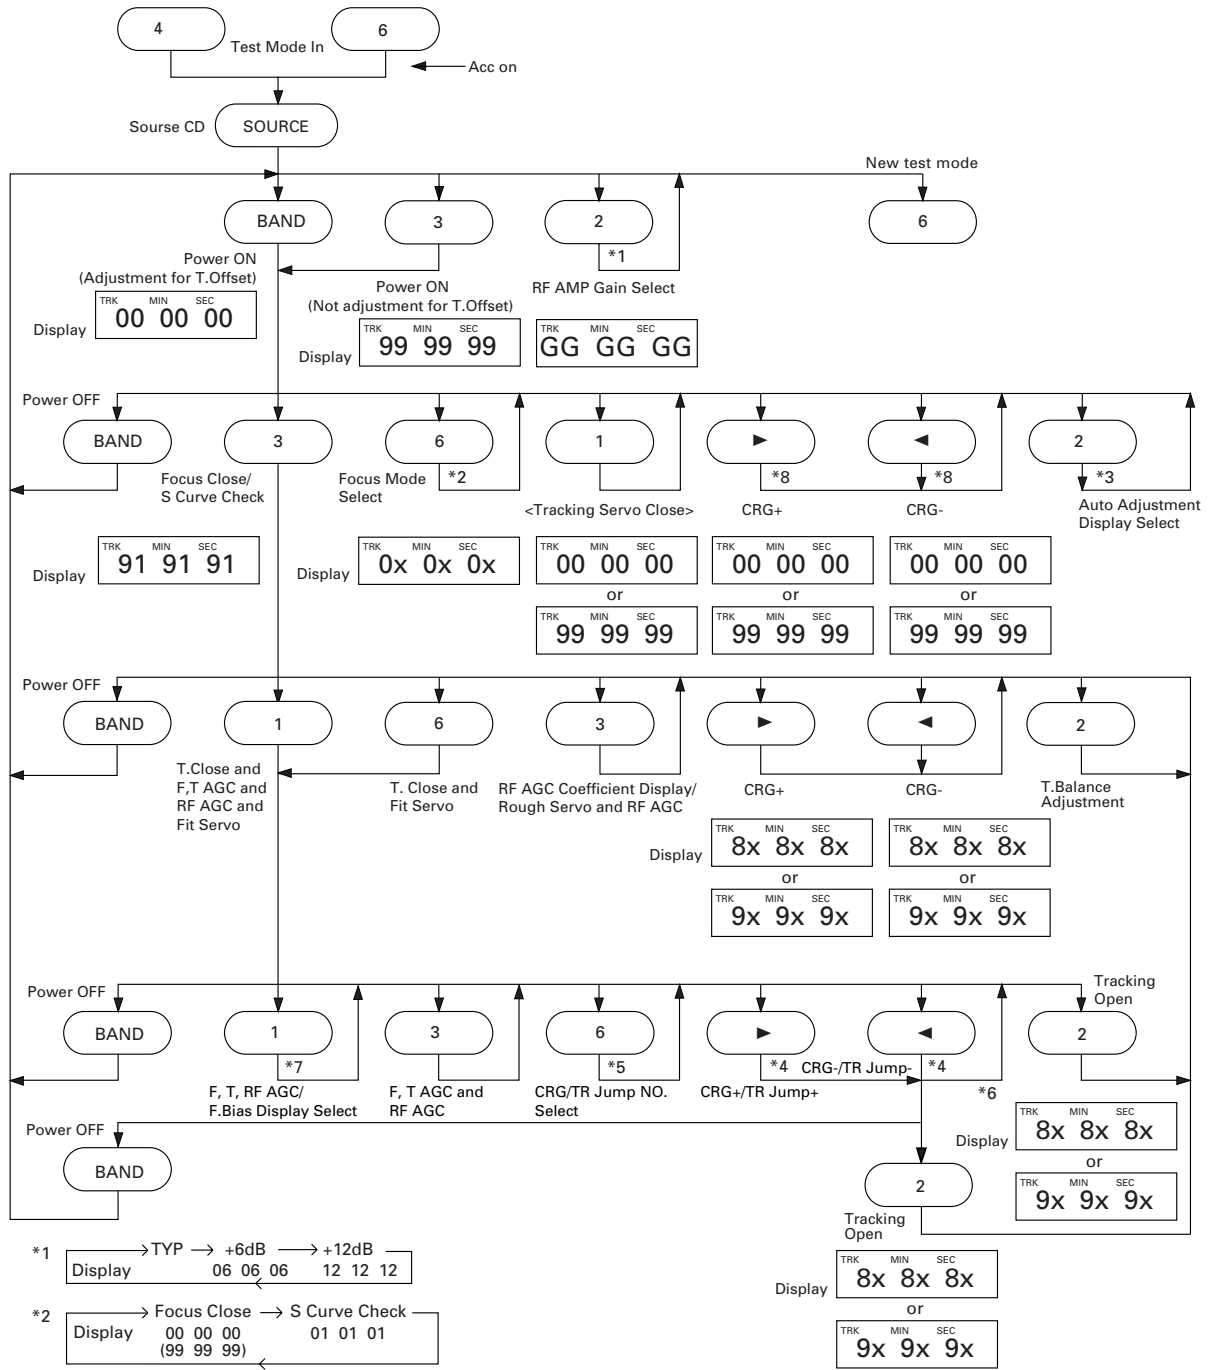 4
6
Test Mode In
Acc on
Sourse CD
SOURCE
New test mode
BAND
3
2
6
*1
Power ON
(Adjustment for T.Offset)
Power ON
(Not adjustment for T.Offset)
RF AMP Gain Select
Display
TRK MIN SEC
00 00 00
Display
TRK MIN SEC
99 99 99
TRK MIN SEC
GG GG GG
Power OFF
BAND
3
6
1
►
◄
2
Focus Close/
S Curve Check
Focus Mode
Select
*2
<Tracking Servo Close>
*8
CRG+
*8
CRG-
*3
Auto Adjustment
Display Select
Display
TRK MIN SEC
91 91 91
Display
TRK MIN SEC
0x 0x 0x
TRK MIN SEC
00 00 00
or
TRK MIN SEC
99 99 99
TRK MIN SEC
00 00 00
or
TRK MIN SEC
99 99 99
TRK MIN SEC
00 00 00
or
TRK MIN SEC
99 99 99
Power OFF
BAND
1
6
3
►
◄
2
T.Close and
F,T AGC and
RF AGC and
Fit Servo
T. Close and
Fit Servo
RF AGC Coefficient Display/
Rough Servo and RF AGC
CRG+
CRG-
T.Balance
Adjustment
Display
TRK MIN SEC
8x 8x 8x
or
TRK MIN SEC
9x 9x 9x
TRK MIN SEC
8x 8x 8x
or
TRK MIN SEC
9x 9x 9x
Power OFF
Tracking
Open
BAND
1
3
6
►
◄
2
*7
F, T, RF AGC/
F.Bias Display Select
F, T AGC and
RF AGC
*5
CRG/TR Jump NO.
Select
*4
CRG+/TR Jump+
CRG-/TR Jump-
*4
*6
Display
TRK MIN SEC
8x 8x 8x
or
TRK MIN SEC
9x 9x 9x
Power OFF
BAND
2
Tracking
Open
Display
TRK MIN SEC
8x 8x 8x
or
TRK MIN SEC
9x 9x 9x
*1
TYP → +6dB → +12dB
Display 06 06 06 12 12 12
*2
Focus Close → S Curve Check
Display 00 00 00 01 01 01
(99 99 99)